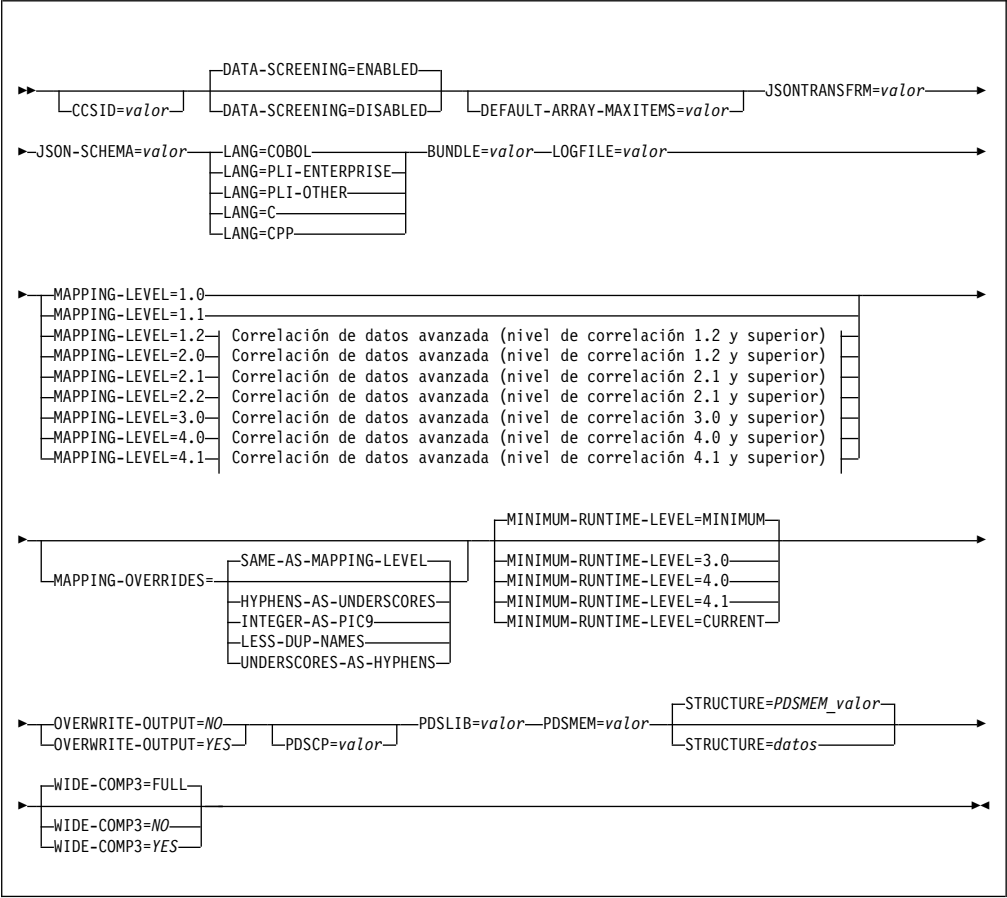 DATA-SCREENING=ENABLED
CCSID=valor DATA-SCREENING=DISABLED DEFAULT-ARRAY-MAXITEMS=valor JSONTRANSFRM=valor
JSON-SCHEMA=valor LANG=COBOL BUNDLE=valor LOGFILE=valor
LANG=PLI-ENTERPRISE
LANG=PLI-OTHER
LANG=C
LANG=CPP
MAPPING-LEVEL=1.0
MAPPING-LEVEL=1.1
MAPPING-LEVEL=1.2 Correlación de datos avanzada (nivel de correlación 1.2 y superior)
MAPPING-LEVEL=2.0 Correlación de datos avanzada (nivel de correlación 1.2 y superior)
MAPPING-LEVEL=2.1 Correlación de datos avanzada (nivel de correlación 2.1 y superior)
MAPPING-LEVEL=2.2 Correlación de datos avanzada (nivel de correlación 2.1 y superior)
MAPPING-LEVEL=3.0 Correlación de datos avanzada (nivel de correlación 3.0 y superior)
MAPPING-LEVEL=4.0 Correlación de datos avanzada (nivel de correlación 4.0 y superior)
MAPPING-LEVEL=4.1 Correlación de datos avanzada (nivel de correlación 4.1 y superior)
MAPPING-OVERRIDES=
SAME-AS-MAPPING-LEVEL
HYPHENS-AS-UNDERSCORES
INTEGER-AS-PIC9
LESS-DUP-NAMES
UNDERSCORES-AS-HYPHENS
MINIMUM-RUNTIME-LEVEL=MINIMUM
MINIMUM-RUNTIME-LEVEL=3.0
MINIMUM-RUNTIME-LEVEL=4.0
MINIMUM-RUNTIME-LEVEL=4.1
MINIMUM-RUNTIME-LEVEL=CURRENT
OVERWRITE-OUTPUT=NO
OVERWRITE-OUTPUT=YES
PDSCP=valor
PDSLIB=valor PDSMEM=valor
STRUCTURE=PDSMEM_valor
STRUCTURE=datos
WIDE-COMP3=FULL
WIDE-COMP3=NO
WIDE-COMP3=YES